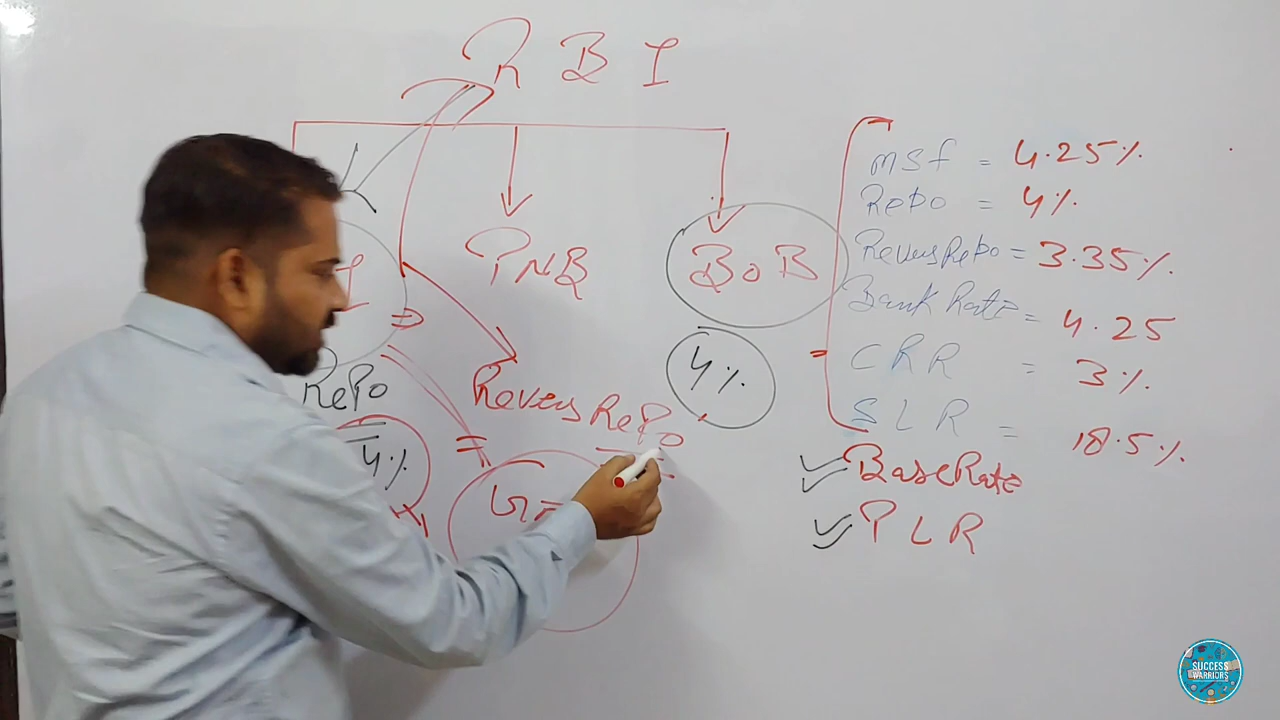 R B I
PNB
BoB
RePo
4%
Revers RePo
4%
msf = 4.25%
Repo = 4%
Revers Repo = 3.35%
Bank Rate = 4.25
CRR = 3%
SLR = 18.5%
Base Rate
PLR
SUCCESS
WARRIORS